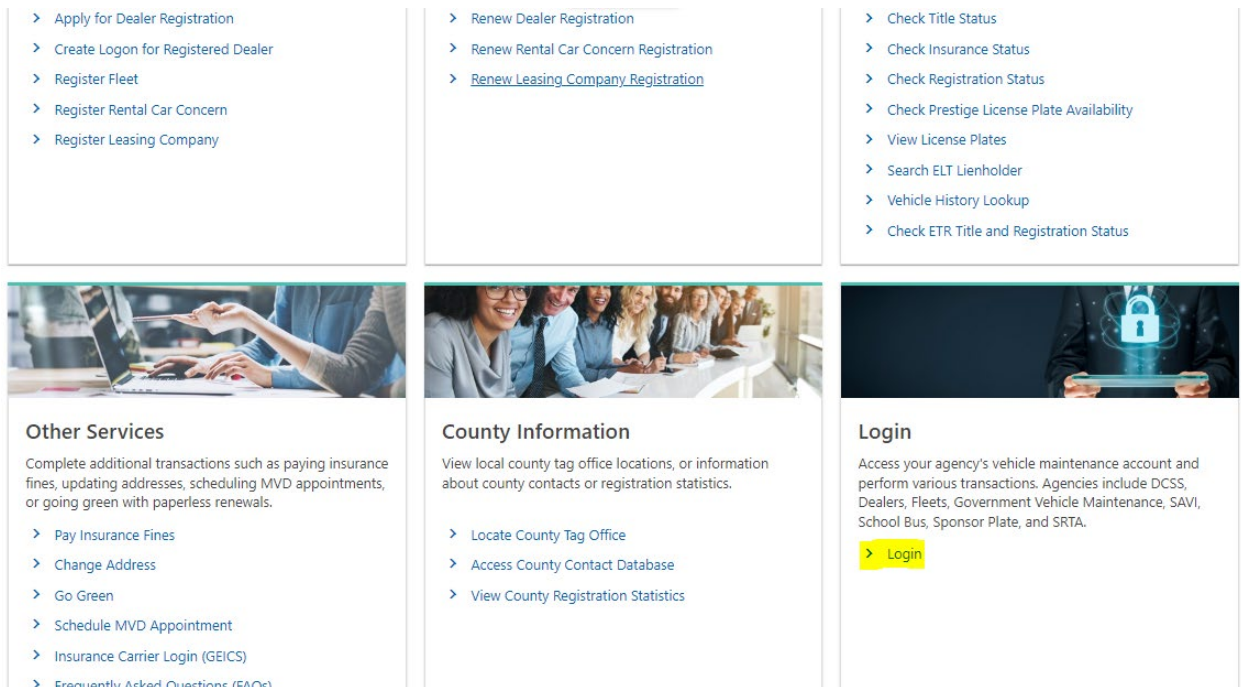 Apply for Dealer Registration
Create Logon for Registered Dealer
Register Fleet
Register Rental Car Concern
Register Leasing Company
Renew Dealer Registration
Renew Rental Car Concern Registration
Renew Leasing Company Registration
Check Title Status
Check Insurance Status
Check Registration Status
Check Prestige License Plate Availability
View License Plates
Search ELT Lienholder
Vehicle History Lookup
Check ETR Title and Registration Status
Other Services
Complete additional transactions such as paying insurance
fines, updating addresses, scheduling MVD appointments,
or going green with paperless renewals.
Pay Insurance Fines
Change Address
Go Green
Schedule MVD Appointment
Insurance Carrier Login (GEICS)
Frequently Asked Questions (FAQs)
County Information
View local county tag office locations, or information
about county contacts or registration statistics.
Locate County Tag Office
Access County Contact Database
View County Registration Statistics
Login
Access your agency's vehicle maintenance account and
perform various transactions. Agencies include DCSS,
Dealers, Fleets, Government Vehicle Maintenance, SAVI,
School Bus, Sponsor Plate, and SRTA.
Login